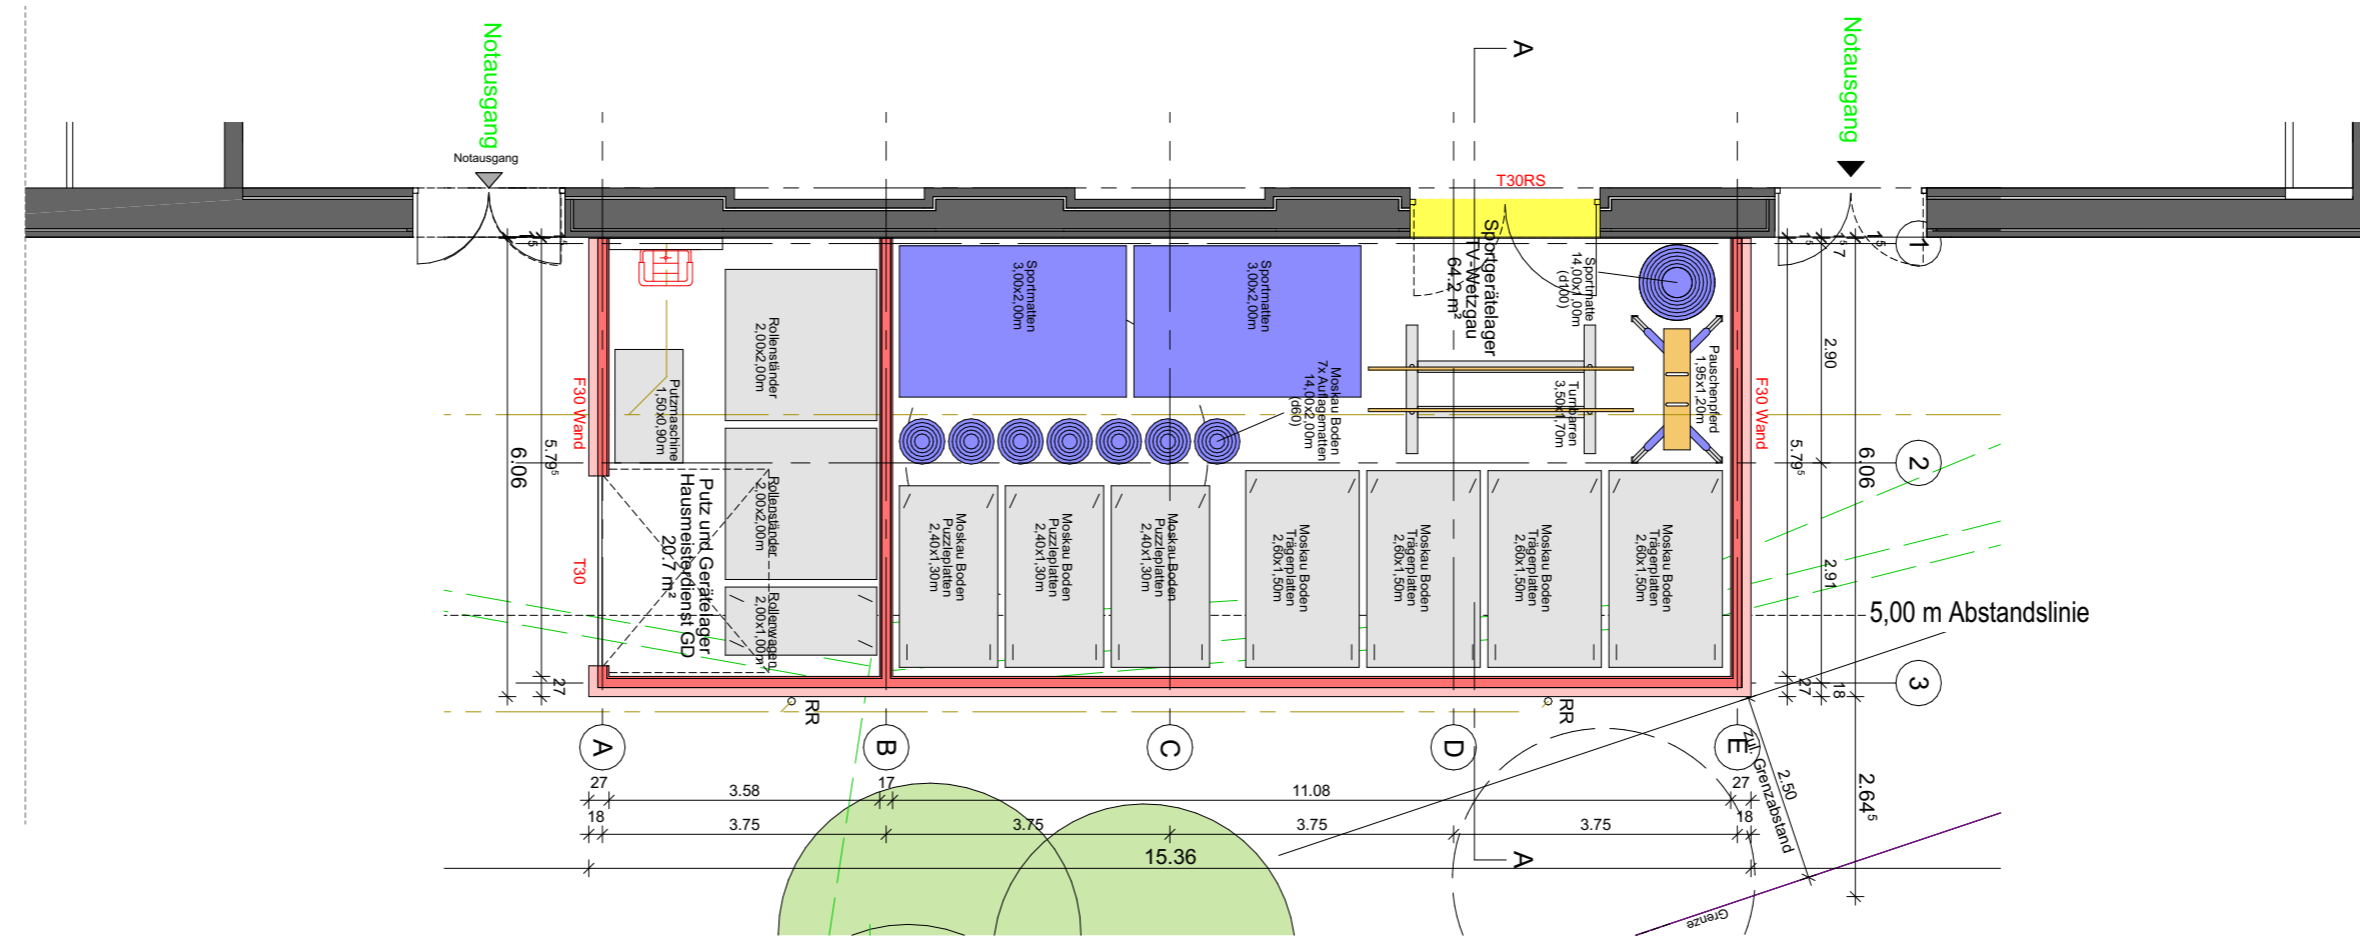 Notausgang
Notausgang
Notausgang
A
T30RS
1
Sportgerätelager
TV-Wetzgau
64.2 m²
Sportmatten
3,00x2,00m
Sportmatten
3,00x2,00m
Sportmatte
14,00x1,00m
(d100)
Rollenständer
2,00x2,00m
Putzmaschine
1,50x0,90m
Moskau Boden
7x Auflagematten
14,00x2,00m
(d60)
Turnbarren
3,50x1,70m
Pauschenpferd
1,95x1,20m
F30 Wand
F30 Wand
2.90
5.79⁵
6.06
5.79⁵
6.06
2
Rollenständer
2,00x2,00m
Putz und Gerätelager
Hausmeisterdienst GD
20.7 m²
T30
Rollenwagen
2,00x1,00m
Moskau Boden
Puzzleplatten
2,40x1,30m
Moskau Boden
Puzzleplatten
2,40x1,30m
Moskau Boden
Puzzleplatten
2,40x1,30m
Moskau Boden
Trägerplatten
2,60x1,50m
Moskau Boden
Trägerplatten
2,60x1,50m
Moskau Boden
Trägerplatten
2,60x1,50m
Moskau Boden
Trägerplatten
2,60x1,50m
2.91
5,00 m Abstandslinie
27
27
18
3
RR
RR
A
B
C
D
E
zul. Grenzabstand
2.50
2.64⁵
27
3.58
17
11.08
27
18
3.75
3.75
3.75
3.75
18
15.36
A
Grenze